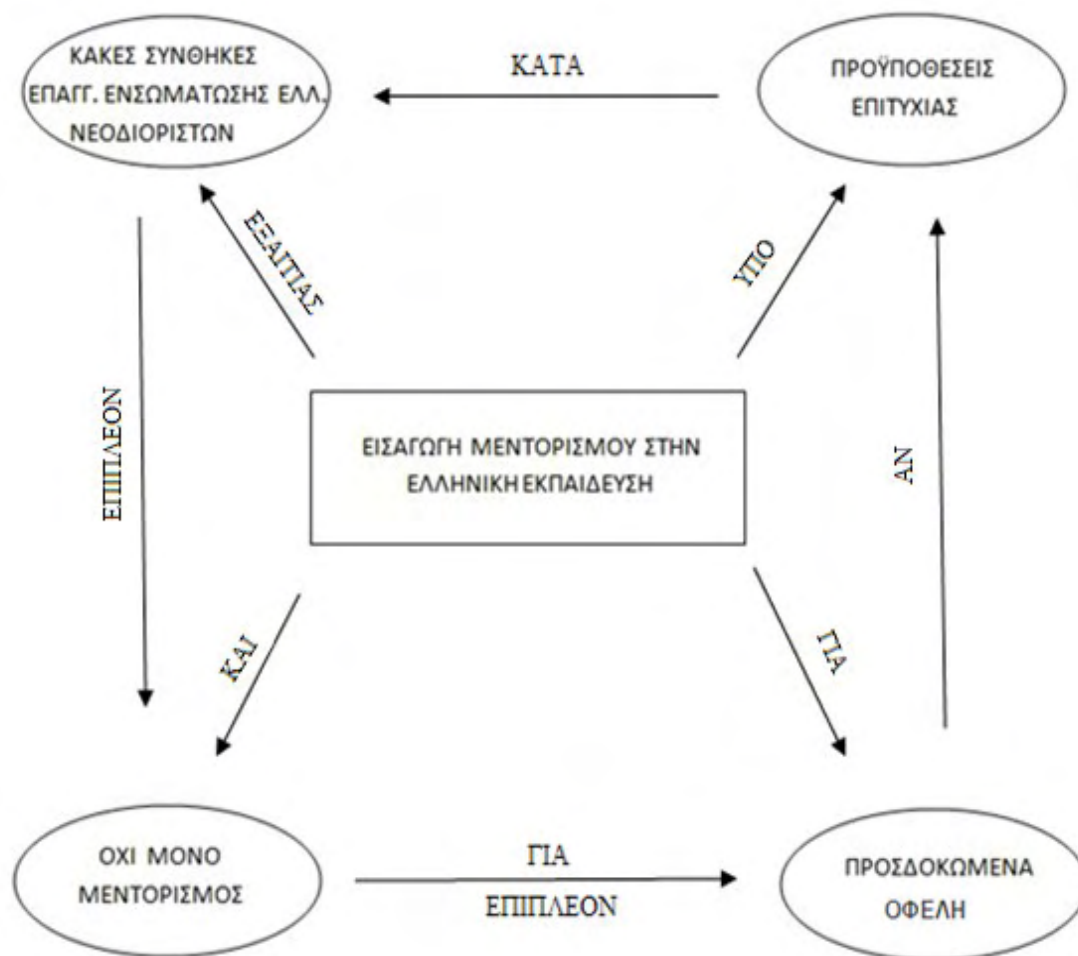 ΚΑΚΕΣ ΣΥΝΘΗΚΕΣ
ΕΠΑΓΓ. ΕΝΣΩΜΑΤΩΣΗΣ ΕΛΛ.
ΝΕΟΔΙΟΡΙΣΤΩΝ
ΚΑΤΑ
ΠΡΟΫΠΟΘΕΣΕΙΣ
ΕΠΙΤΥΧΙΑΣ
ΕΞΑΙΤΙΑΣ
ΥΠΟ
ΕΠΙΠΛΕΟΝ
ΕΙΣΑΓΩΓΗ ΜΕΝΤΟΡΙΣΜΟΥ ΣΤΗΝ
ΕΛΛΗΝΙΚΗ ΕΚΠΑΙΔΕΥΣΗ
ΑΝ
ΚΑΙ
ΓΙΑ
ΟΧΙ ΜΟΝΟ
ΜΕΝΤΟΡΙΣΜΟΣ
ΓΙΑ
ΕΠΙΠΛΕΟΝ
ΠΡΟΣΔΟΚΩΜΕΝΑ
ΟΦΕΛΗ